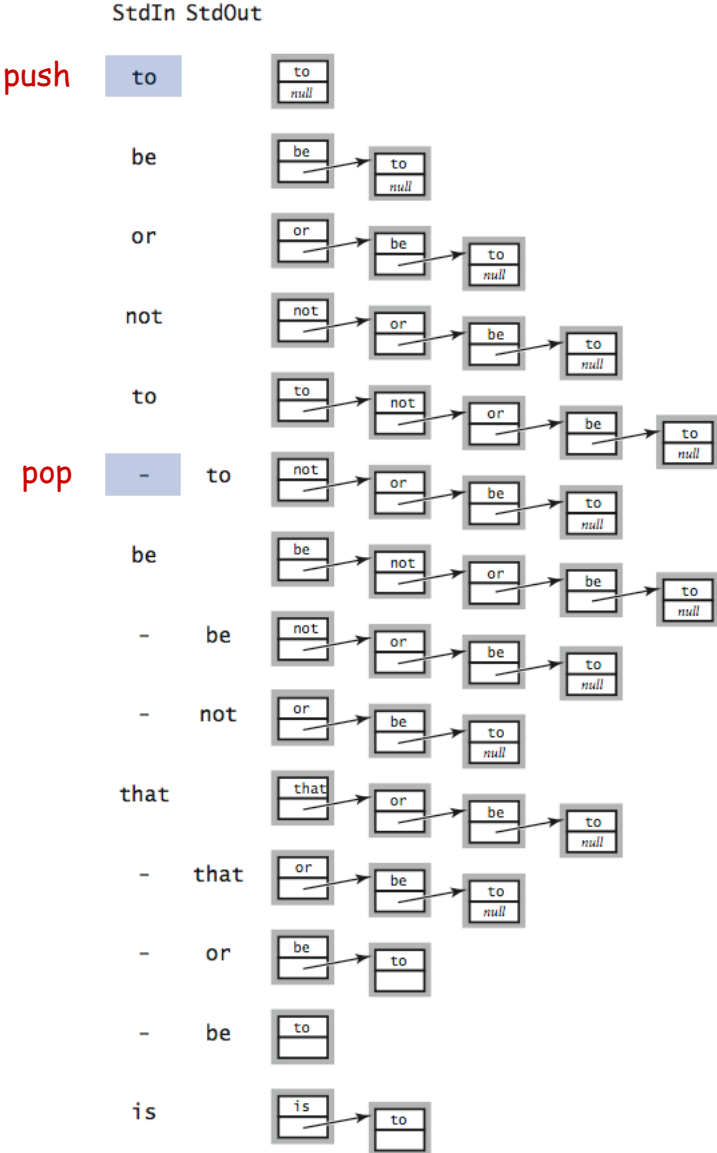 StdIn StdOut
push to to
null
be be to
null
or or be to
null
not not or be to
null
to to not or be to
null
pop - to not or be to
null
be be not or be to
null
- be not or be to
null
- not or be to
null
that that or be to
null
- that or be to
null
- or be to
- be to
is is to